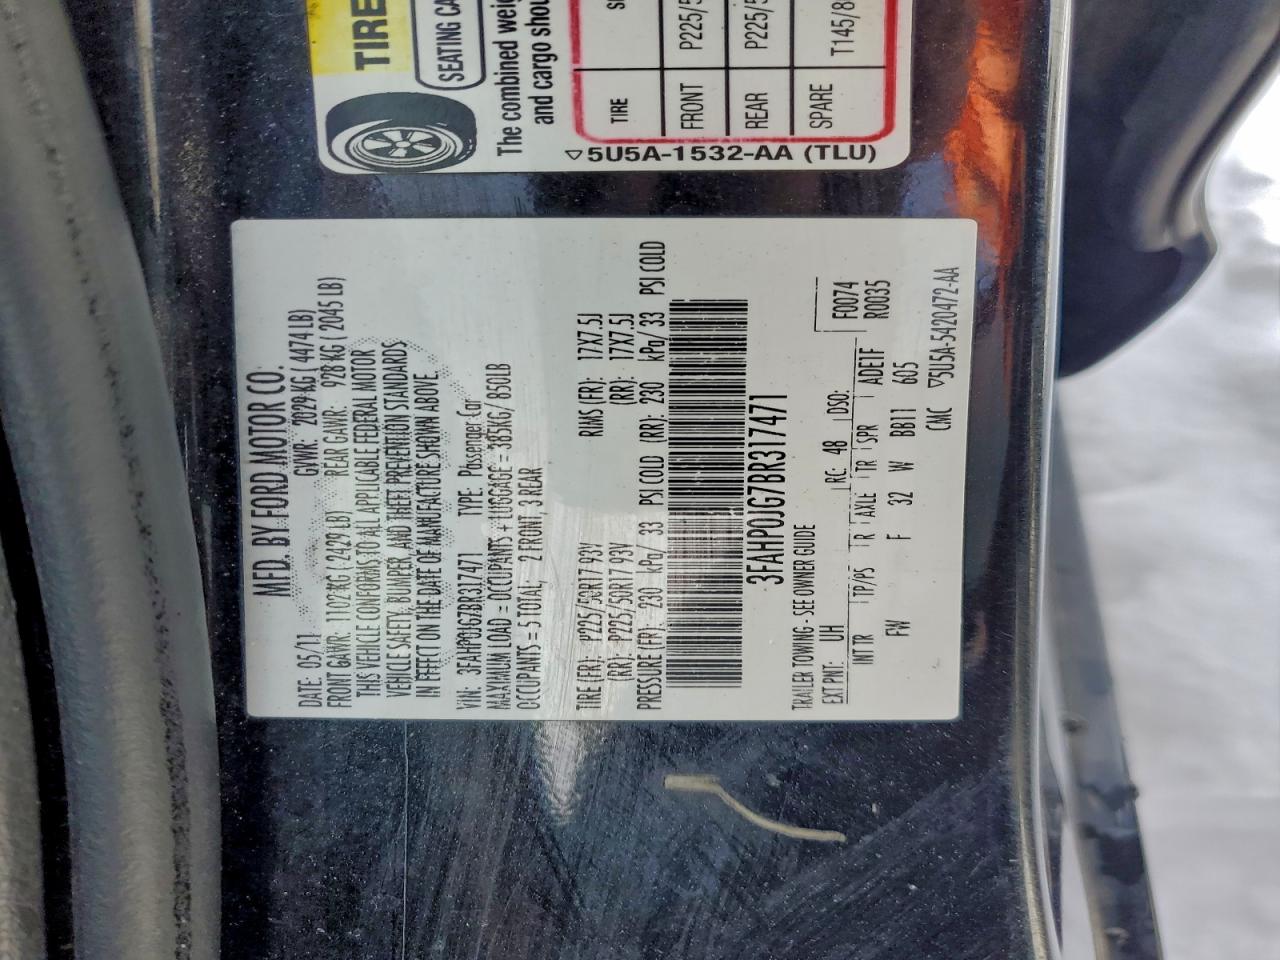 TIRE
SEATING CA
The combined weig
and cargo shou
TIRE
FRONT P225/5
REAR P225/5
SPARE T145/8
▽5U5A-1532-AA (TLU)
MFD. BY FORD MOTOR CO.
DATE: 05/11 GVWR: 2029 KG ( 4474 LB)
FRONT GAWR: 1102 KG ( 2429 LB) REAR GAWR: 928 KG ( 2045 LB)
THIS VEHICLE CONFORMS TO ALL APPLICABLE FEDERAL MOTOR
VEHICLE SAFETY, BUMPER, AND THEFT PREVENTION STANDARDS
IN EFFECT ON THE DATE OF MANUFACTURE SHOWN ABOVE.
VIN: 3FAHP0JG7BR317471 TYPE: Passenger Car
MAXIMUM LOAD = OCCUPANTS + LUGGAGE = 385KG/ 850LB
OCCUPANTS = 5 TOTAL, 2 FRONT, 3 REAR
TIRE (FR): P225/50R17 93V RIMS (FR): 17X7.5J
(RR): P225/50R17 93V (RR): 17X7.5J
PRESSURE (FR): 230 kPa/ 33 PSI COLD (RR): 230 kPa/ 33 PSI COLD
3FAHP0JG7BR317471
TRAILER TOWING - SEE OWNER GUIDE
EXT PNT: UH RC: 48 DSO: F0074
INT TR TP/PS R AXLE TR SPR ADETF R0035
FW F 32 W BB11 605
CMC ▽5U5A-5420472-AA